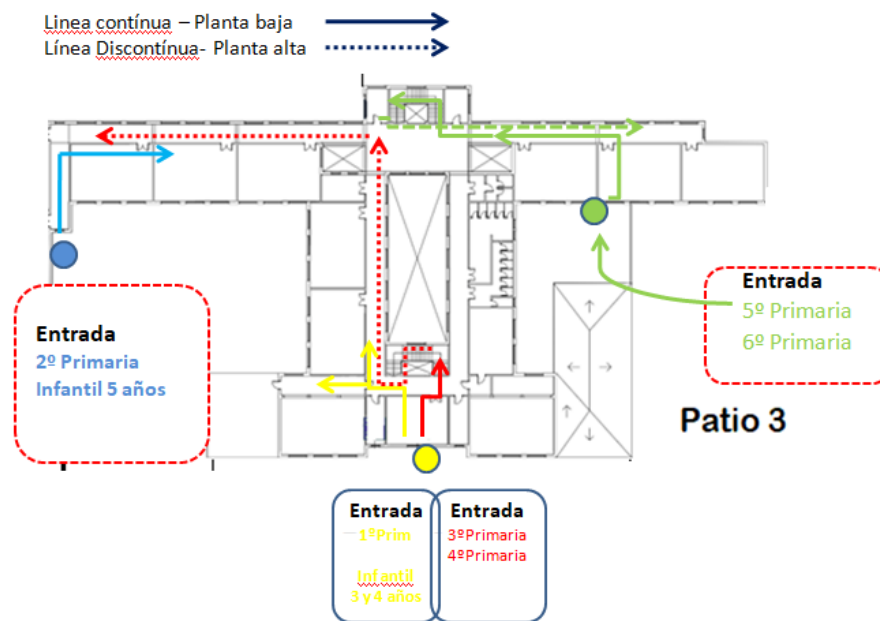 Linea contínua – Planta baja
Línea Discontínua- Planta alta
Entrada
2º Primaria
Infantil 5 años
Entrada
5º Primaria
6º Primaria
Patio 3
Entrada
1ºPrim
Infantil
3 y 4 años
Entrada
3ºPrimaria
4ºPrimaria